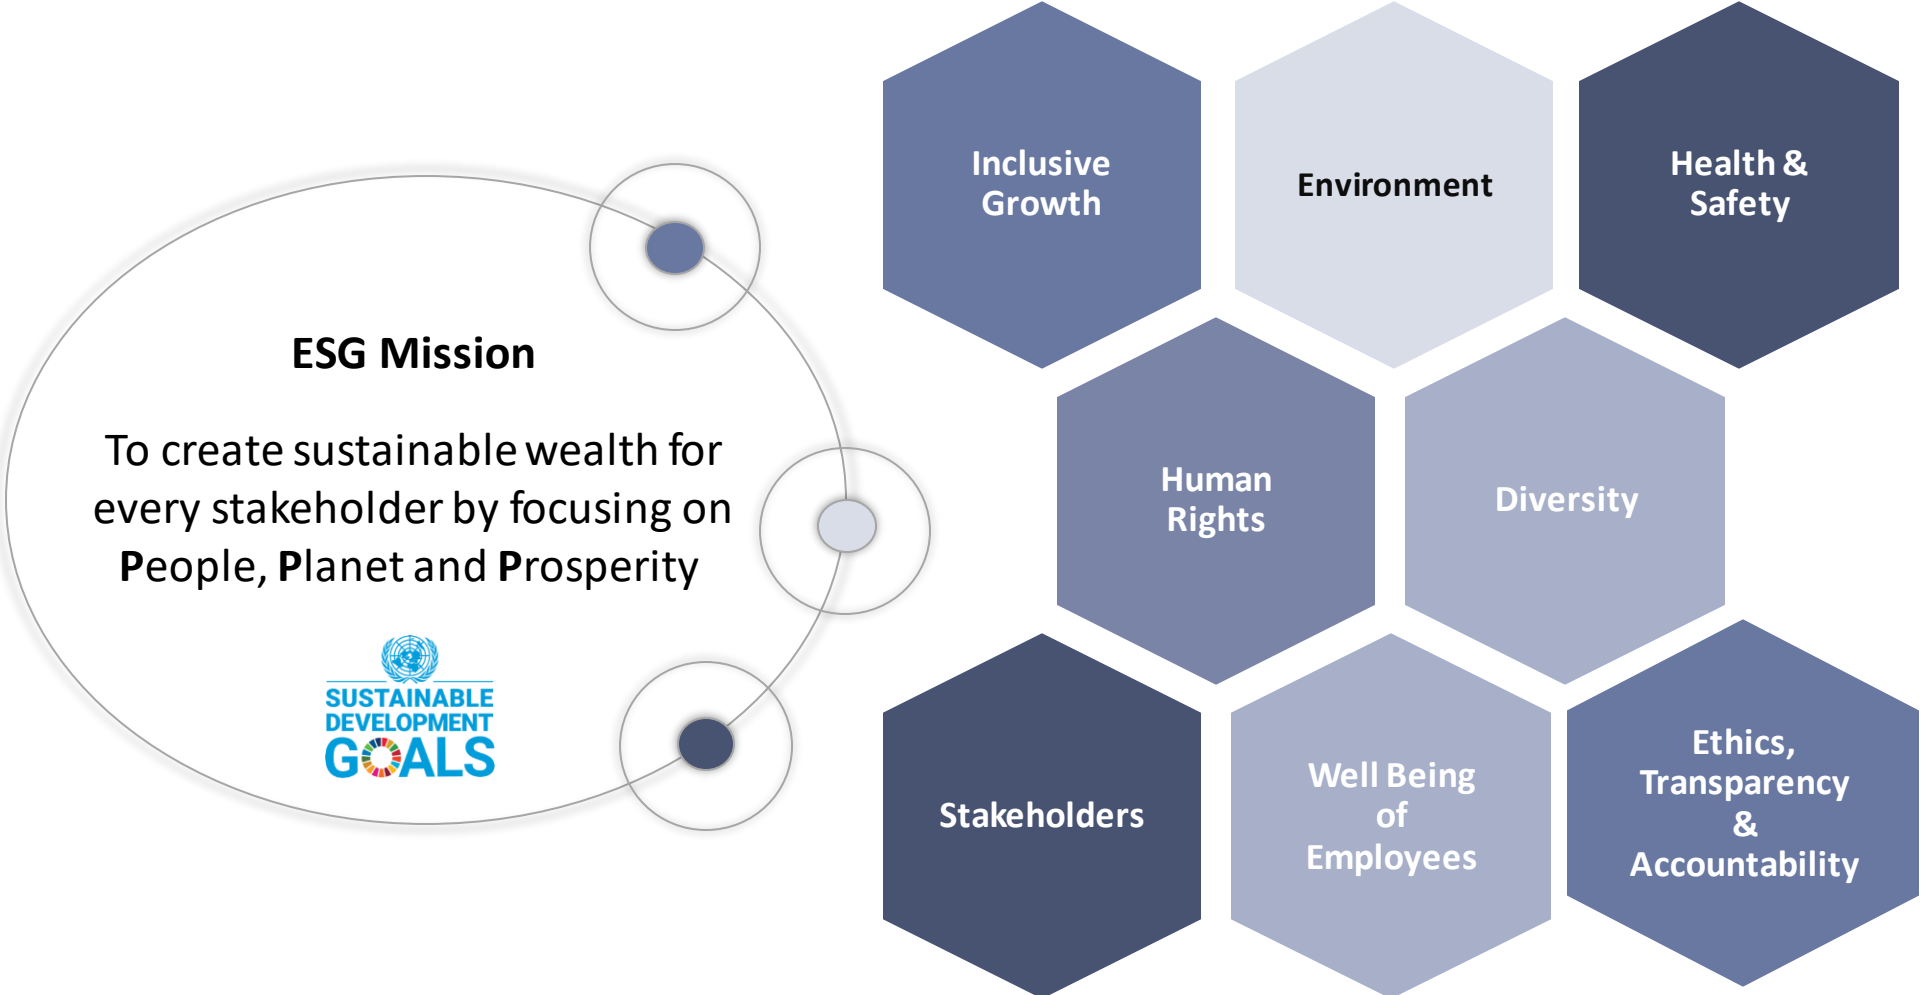 ESG Mission
To create sustainable wealth for
every stakeholder by focusing on
People, Planet and Prosperity
SUSTAINABLE
DEVELOPMENT
GOALS
Inclusive
Growth
Environment
Health &
Safety
Human
Rights
Diversity
Stakeholders
Well Being
of
Employees
Ethics,
Transparency
&
Accountability